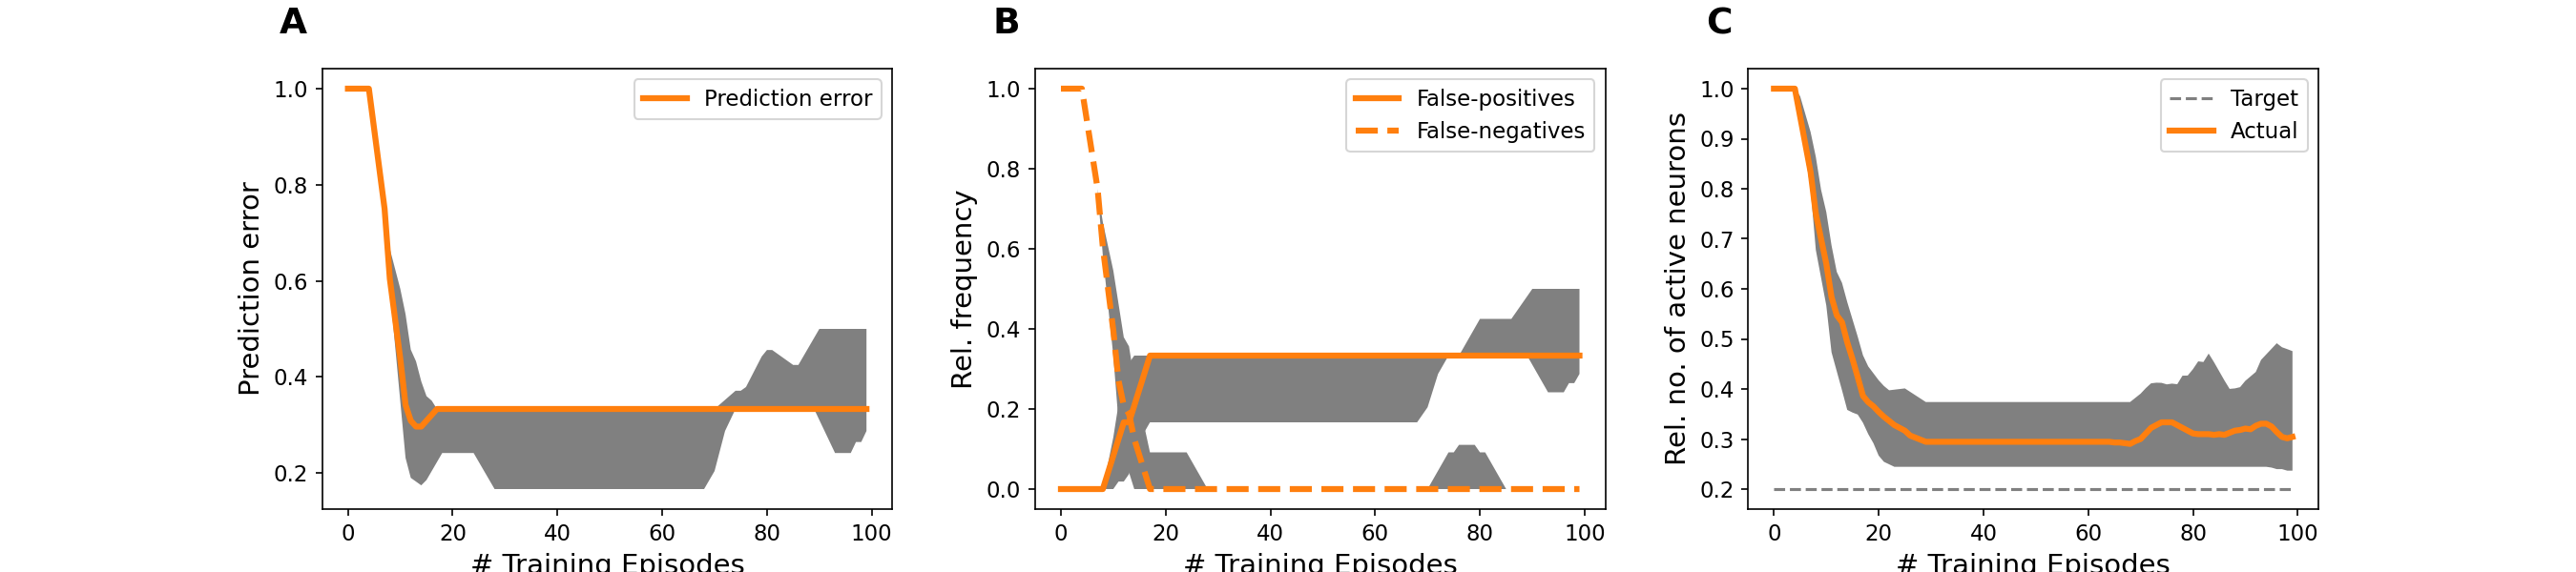 A
Prediction error
1.0
0.8
0.6
0.4
0.2
0 20 40 60 80 100
# Training Episodes
Prediction error
B
False-positives
False-negatives
1.0
0.8
0.6
0.4
0.2
0.0
0 20 40 60 80 100
# Training Episodes
Rel. frequency
C
Target
Actual
1.0
0.9
0.8
0.7
0.6
0.5
0.4
0.3
0.2
0 20 40 60 80 100
# Training Episodes
Rel. no. of active neurons